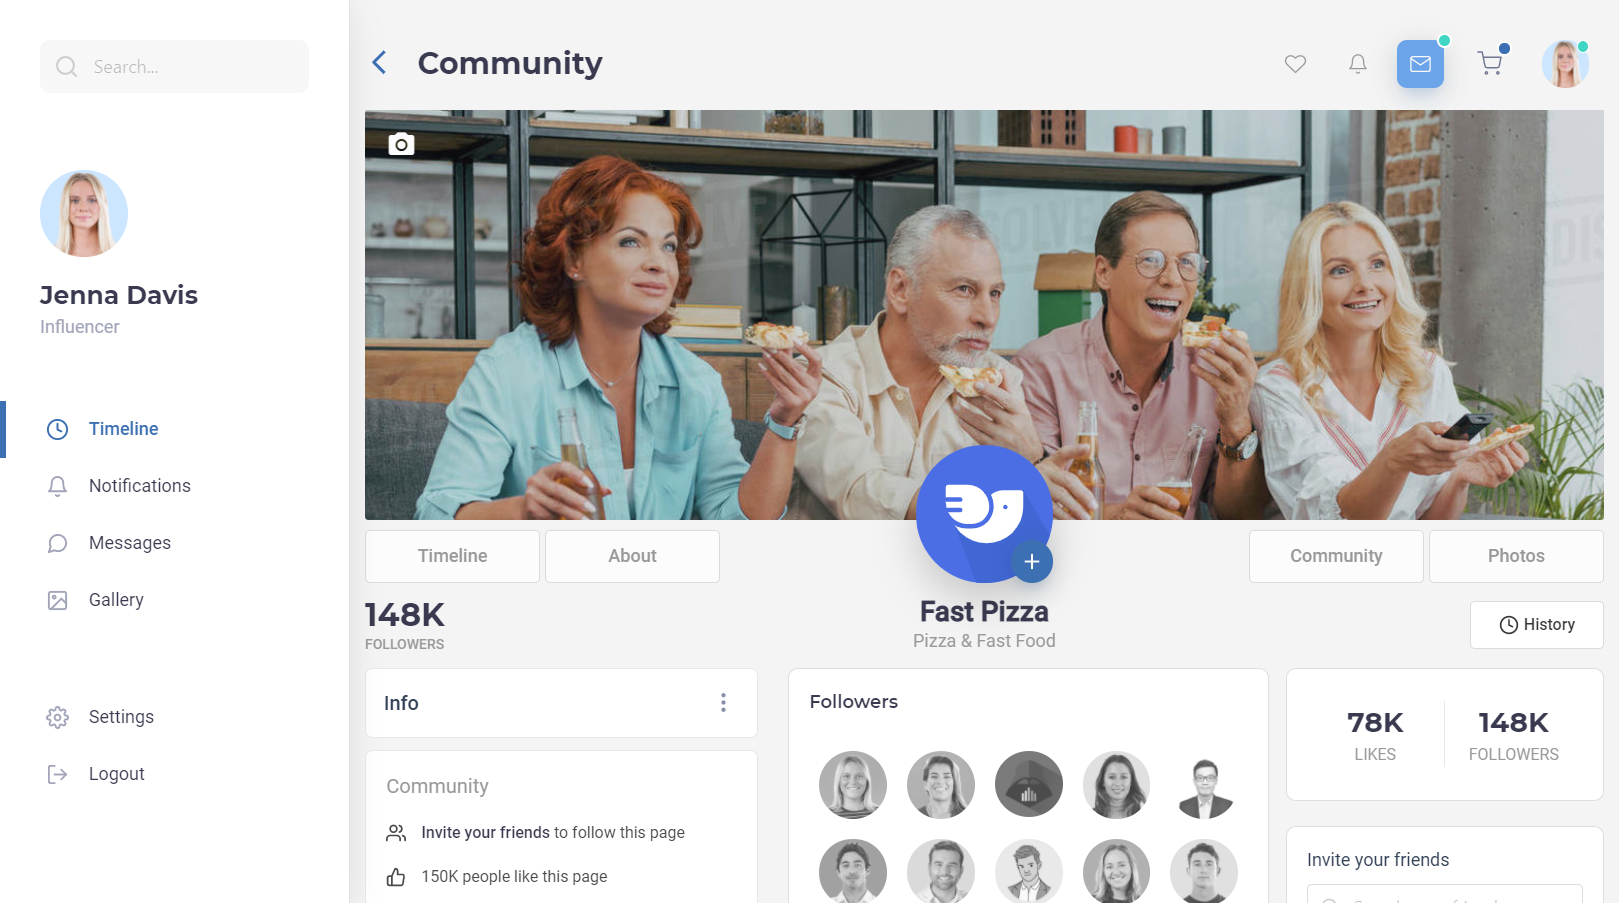 Search...
Community
Jenna Davis
Influencer
Timeline
Notifications
Messages
Gallery
Settings
Logout
Timeline
About
Community
Photos
148K
FOLLOWERS
Fast Pizza
Pizza & Fast Food
History
Info
Community
Invite your friends to follow this page
150K people like this page
Followers
78K
LIKES
148K
FOLLOWERS
Invite your friends